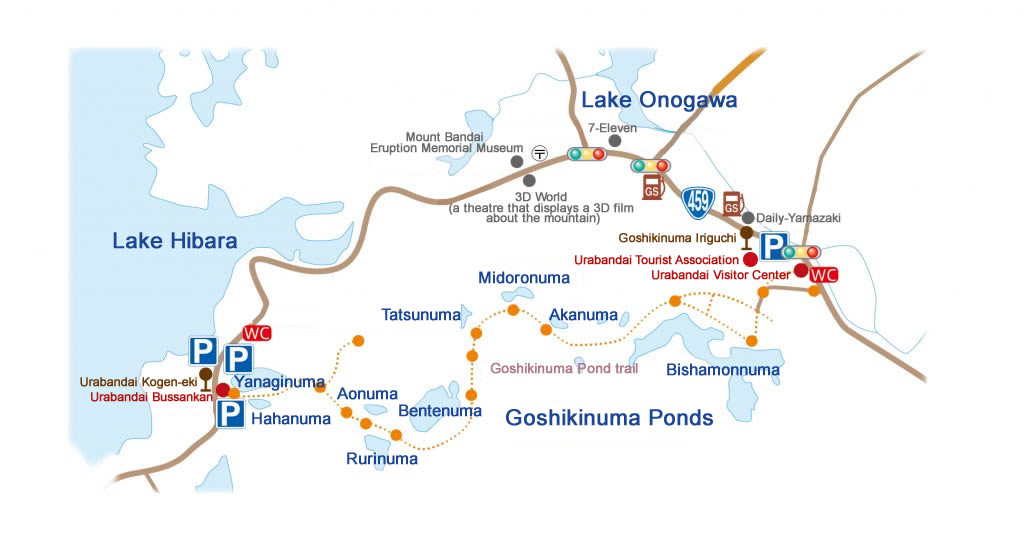 Lake Onogawa
7-Eleven
Mount Bandai
Eruption Memorial Museum
〒
3D World
(a theatre that displays a 3D film
about the mountain)
GS
459
GS
Daily-Yamazaki
Goshikinuma Iriguchi
P
Urabandai Tourist Association
Urabandai Visitor Center
WC
Lake Hibara
Midoronuma
Tatsunuma
Akanuma
WC
P
P
Goshikinuma Pond trail
Bishamonnuma
Urabandai Kogen-eki
Yanaginuma
Urabandai Bussankan
Aonuma
P
Hahanuma
Bentenuma
Goshikinuma Ponds
Rurinuma